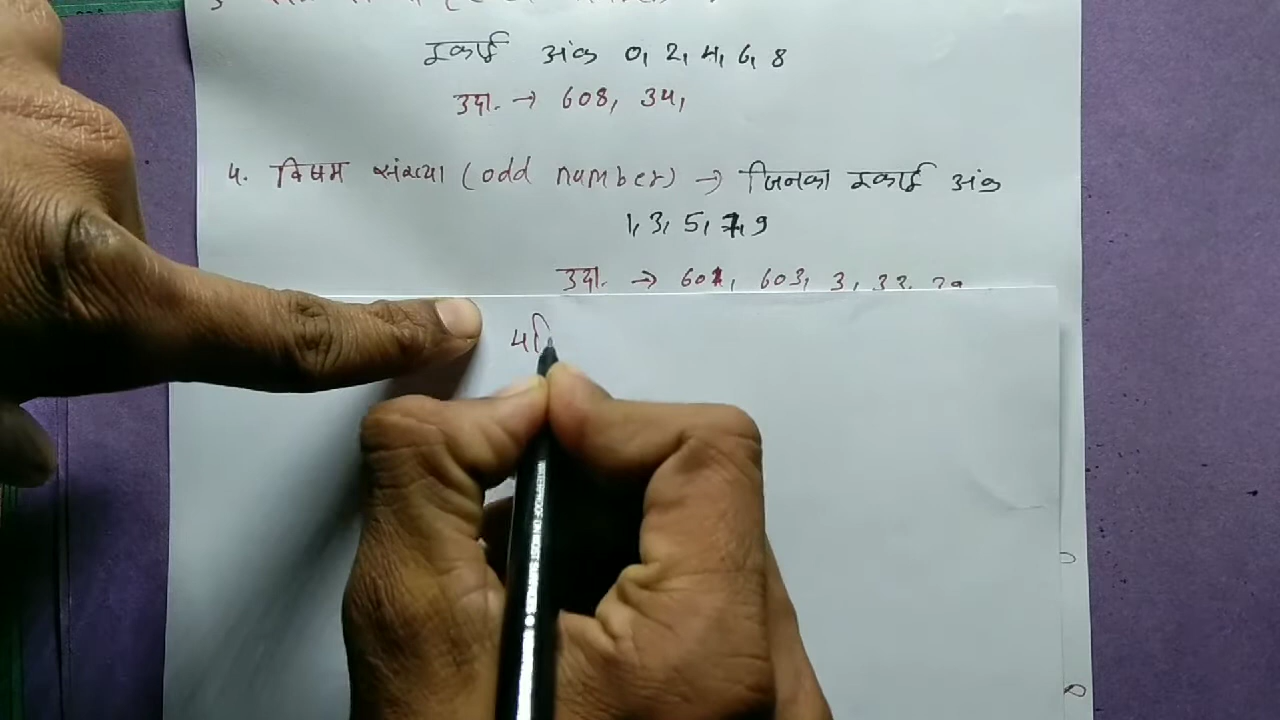 इकाई अंक 0, 2, 4, 6, 8
उदा. → 608, 34,
4. विषम संख्या (odd number) → जिनका इकाई अंक
1, 3, 5, 7, 9
उदा. → 601, 603, 3, 33, 39